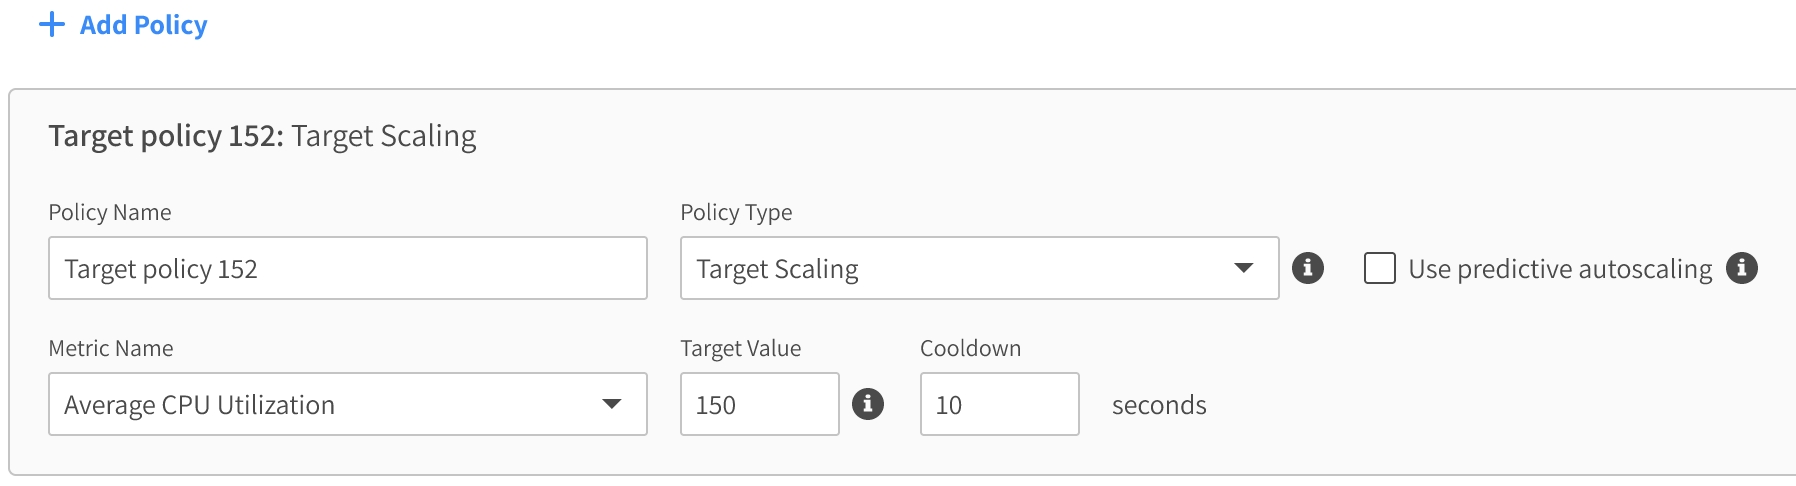 Add Policy
Target policy 152: Target Scaling
Policy Name
Policy Type
Target policy 152
Target Scaling
Use predictive autoscaling
Metric Name
Target Value
Cooldown
Average CPU Utilization
150
10
seconds